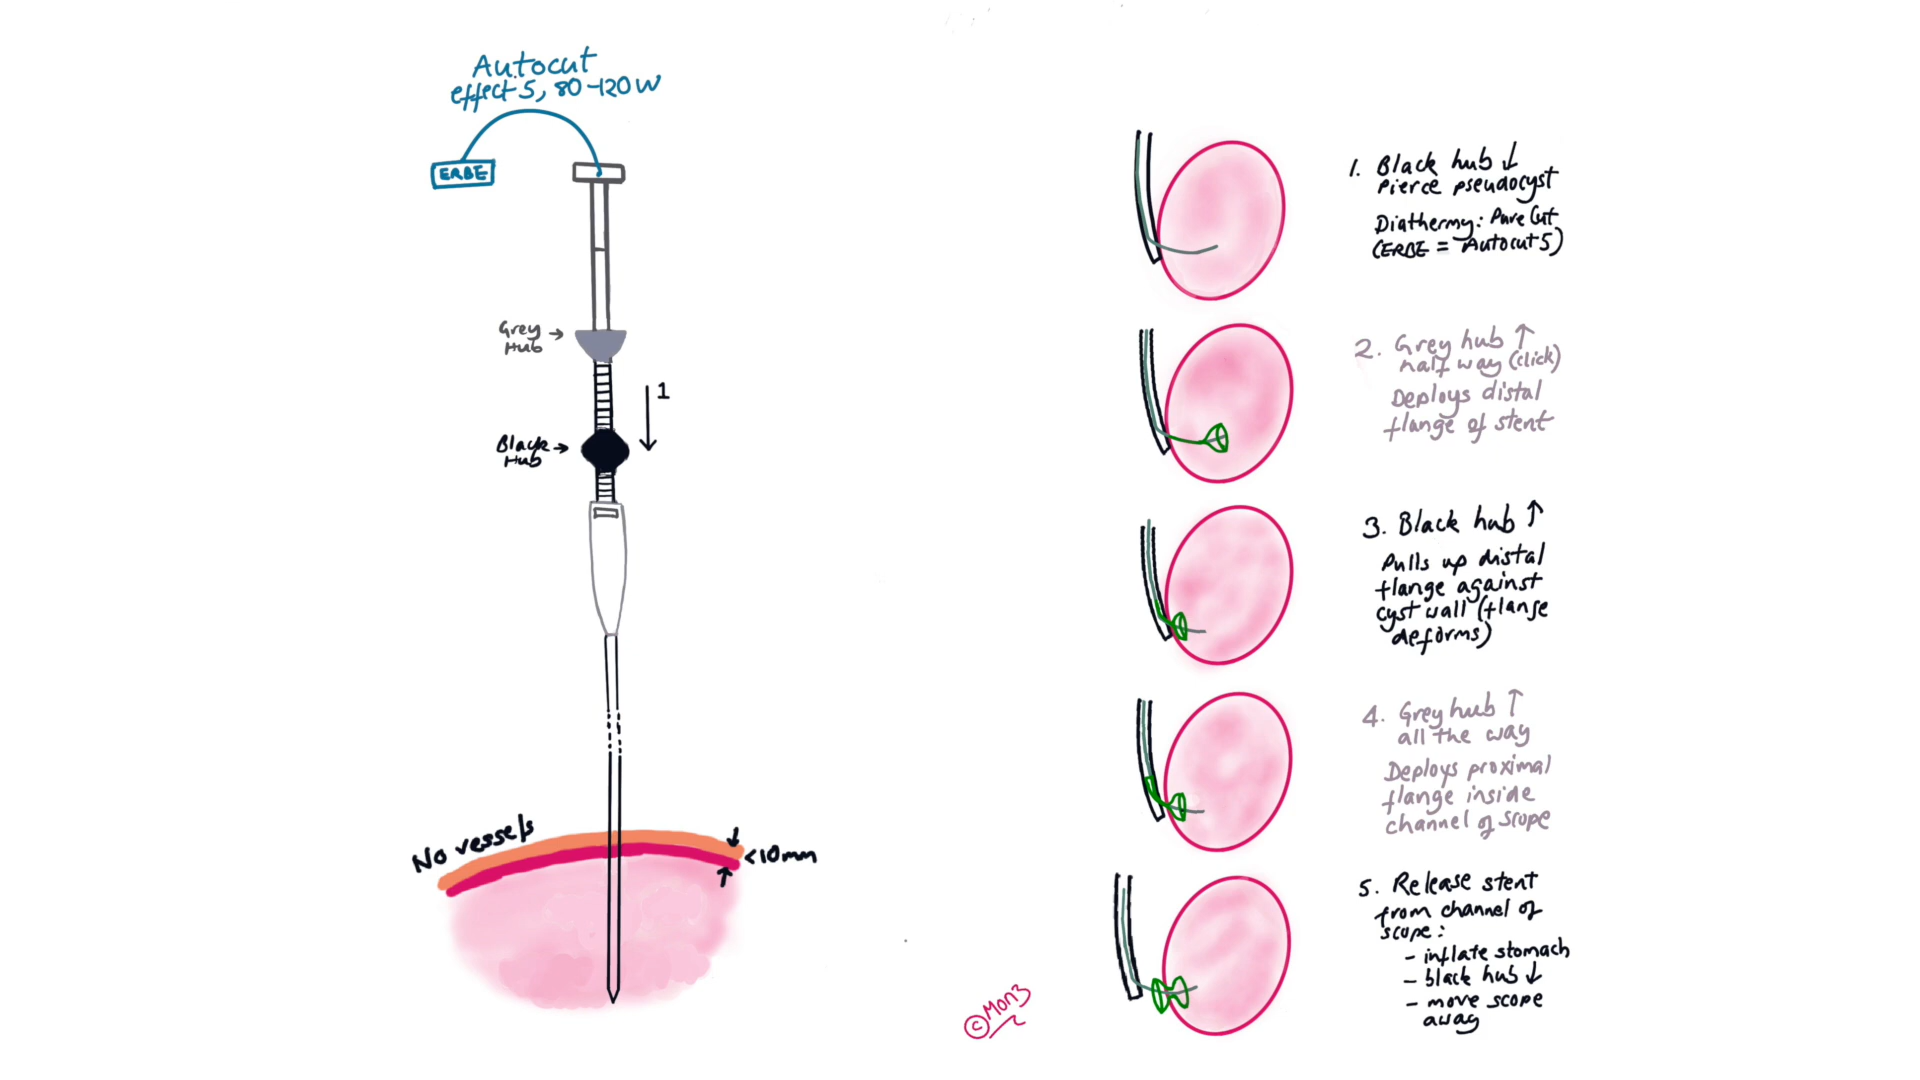 Autocut
effect 5, 80-120W
ERBE
Grey →
Hub
1
Black →
Hub
No vessels
<10mm
©Mon3
1. Black hub ↓
Pierce pseudocyst
Diathermy: Pure Cut
(ERBE = Autocut 5)
2. Grey hub ↑
half way (click)
Deploys distal
flange of stent
3. Black hub ↑
Pulls up distal
flange against
cyst wall (flange
deforms)
4. Grey hub ↑
all the way
Deploys proximal
flange inside
channel of scope
5. Release stent
from channel of
scope:
- inflate stomach
- black hub ↓
- move scope
away